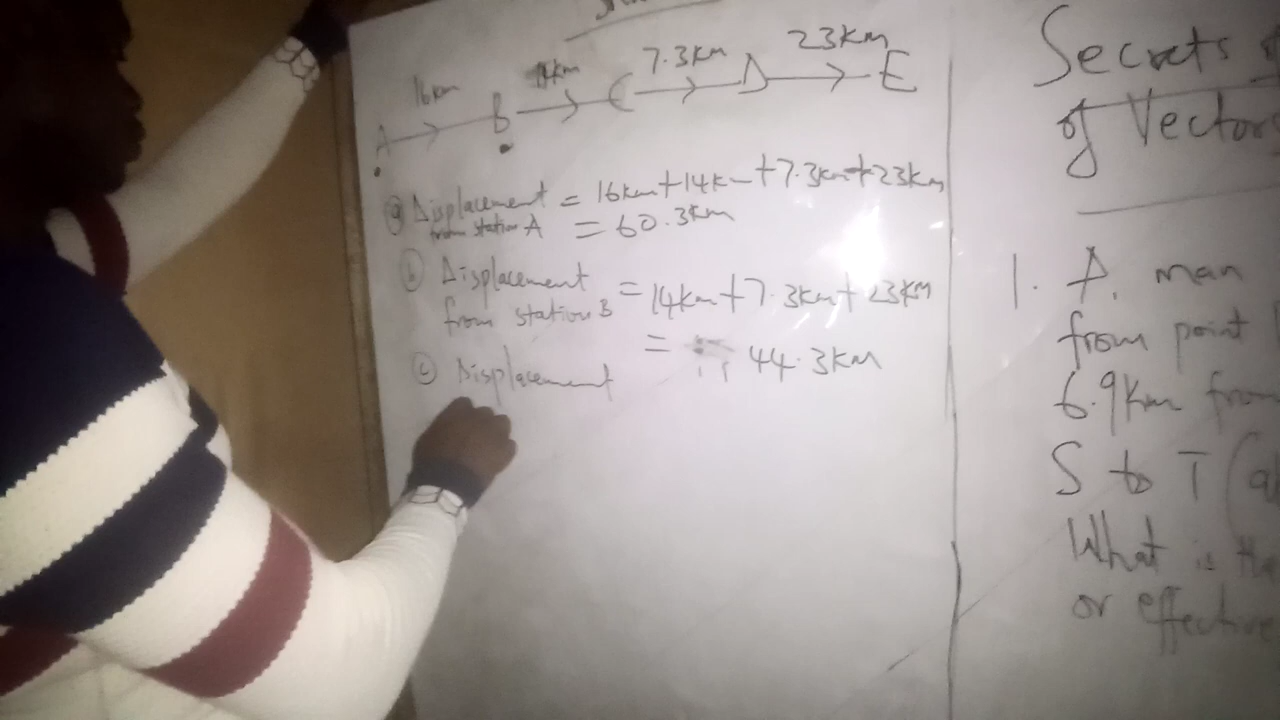 16km 14km 7.3km 23km
A B C D E
(a) Displacement = 16km+14km+7.3km+23km
from station A = 60.3km
(b) Displacement = 14km+7.3km+23km
from station B
= 44.3km
(c) Displacement
Secrets
of Vector
1. A man
from point
6.9km from
S to T
What is the
or effective